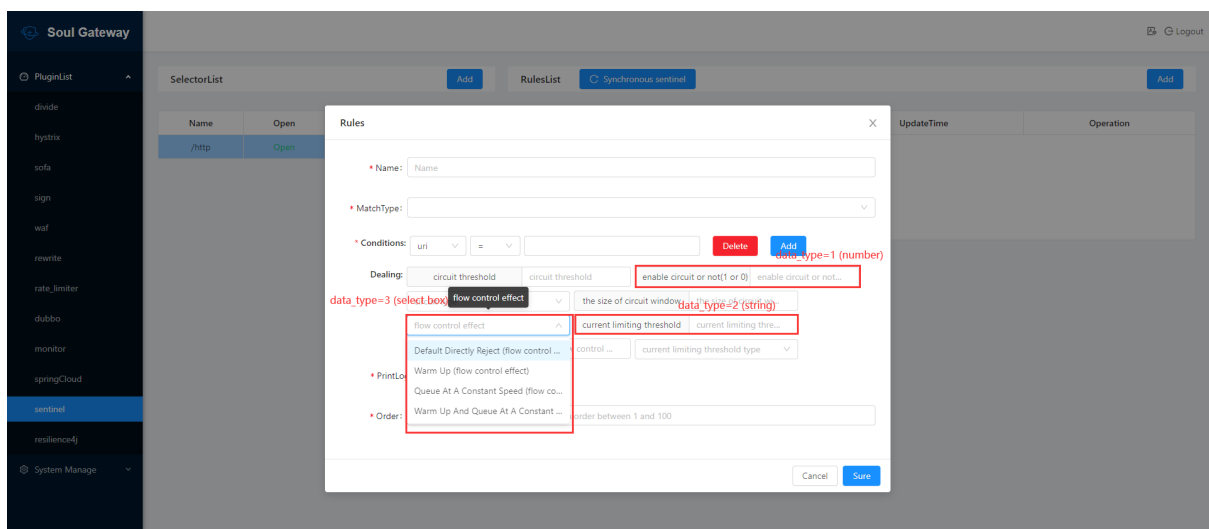 Soul Gateway
Logout
PluginList
SelectorList
Add
RulesList
Synchronous sentinel
Add
divide
Name
Open
Rules
UpdateTime
Operation
hystrix
/http
Open
sofa
* Name:
Name
sign
* MatchType:
waf
* Conditions:
uri
=
Delete
Add
data_type=1 (number)
rewrite
Dealing:
circuit threshold
circuit threshold
enable circuit or not(1 or 0)
enable circuit or not...
rate_limiter
data_type=3 (select box)
flow control effect
the size of circuit window
data_type=2 (string)
dubbo
flow control effect
current limiting threshold
current limiting thre...
monitor
Default Directly Reject (flow control ...
control ...
current limiting threshold type
springCloud
* PrintLo
Warm Up (flow control effect)
Queue At A Constant Speed (flow co...
sentinel
* Order:
Warm Up And Queue At A Constant ...
order between 1 and 100
resilience4j
System Manage
Cancel
Sure